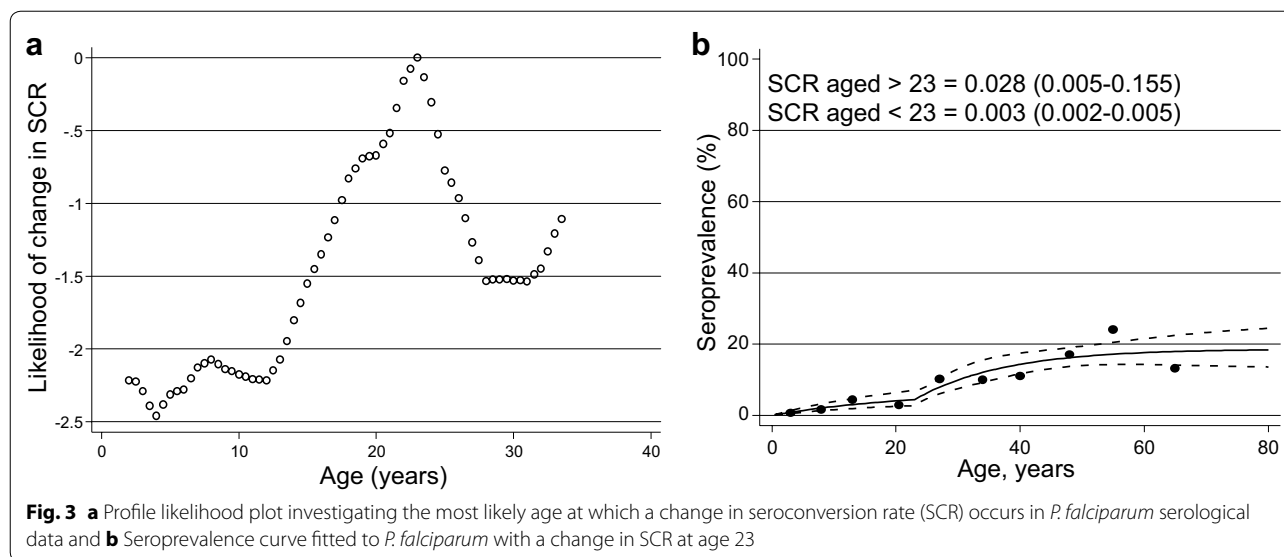 a
0
-.5
-1
-1.5
-2
-2.5
Likelihood of change in SCR
0 10 20 30 40
Age (years)
b
100
80
60
40
20
0
Seroprevalence (%)
SCR aged > 23 = 0.028 (0.005-0.155)
SCR aged < 23 = 0.003 (0.002-0.005)
0 20 40 60 80
Age, years
Fig. 3 a Profile likelihood plot investigating the most likely age at which a change in seroconversion rate (SCR) occurs in P. falciparum serological
data and b Seroprevalence curve fitted to P. falciparum with a change in SCR at age 23